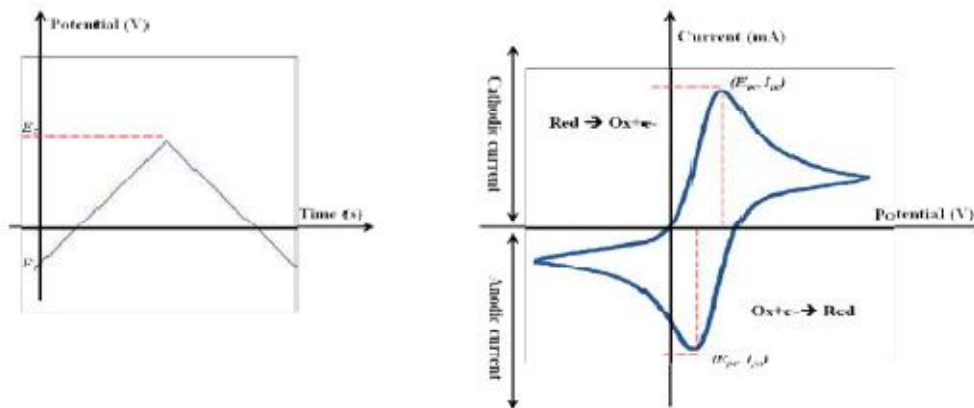 Potential (V)
E
Time (s)
E
Current (mA)
Cathodic current
Red → Ox+e-
Potential (V)
Anodic current
Ox+e-→ Red